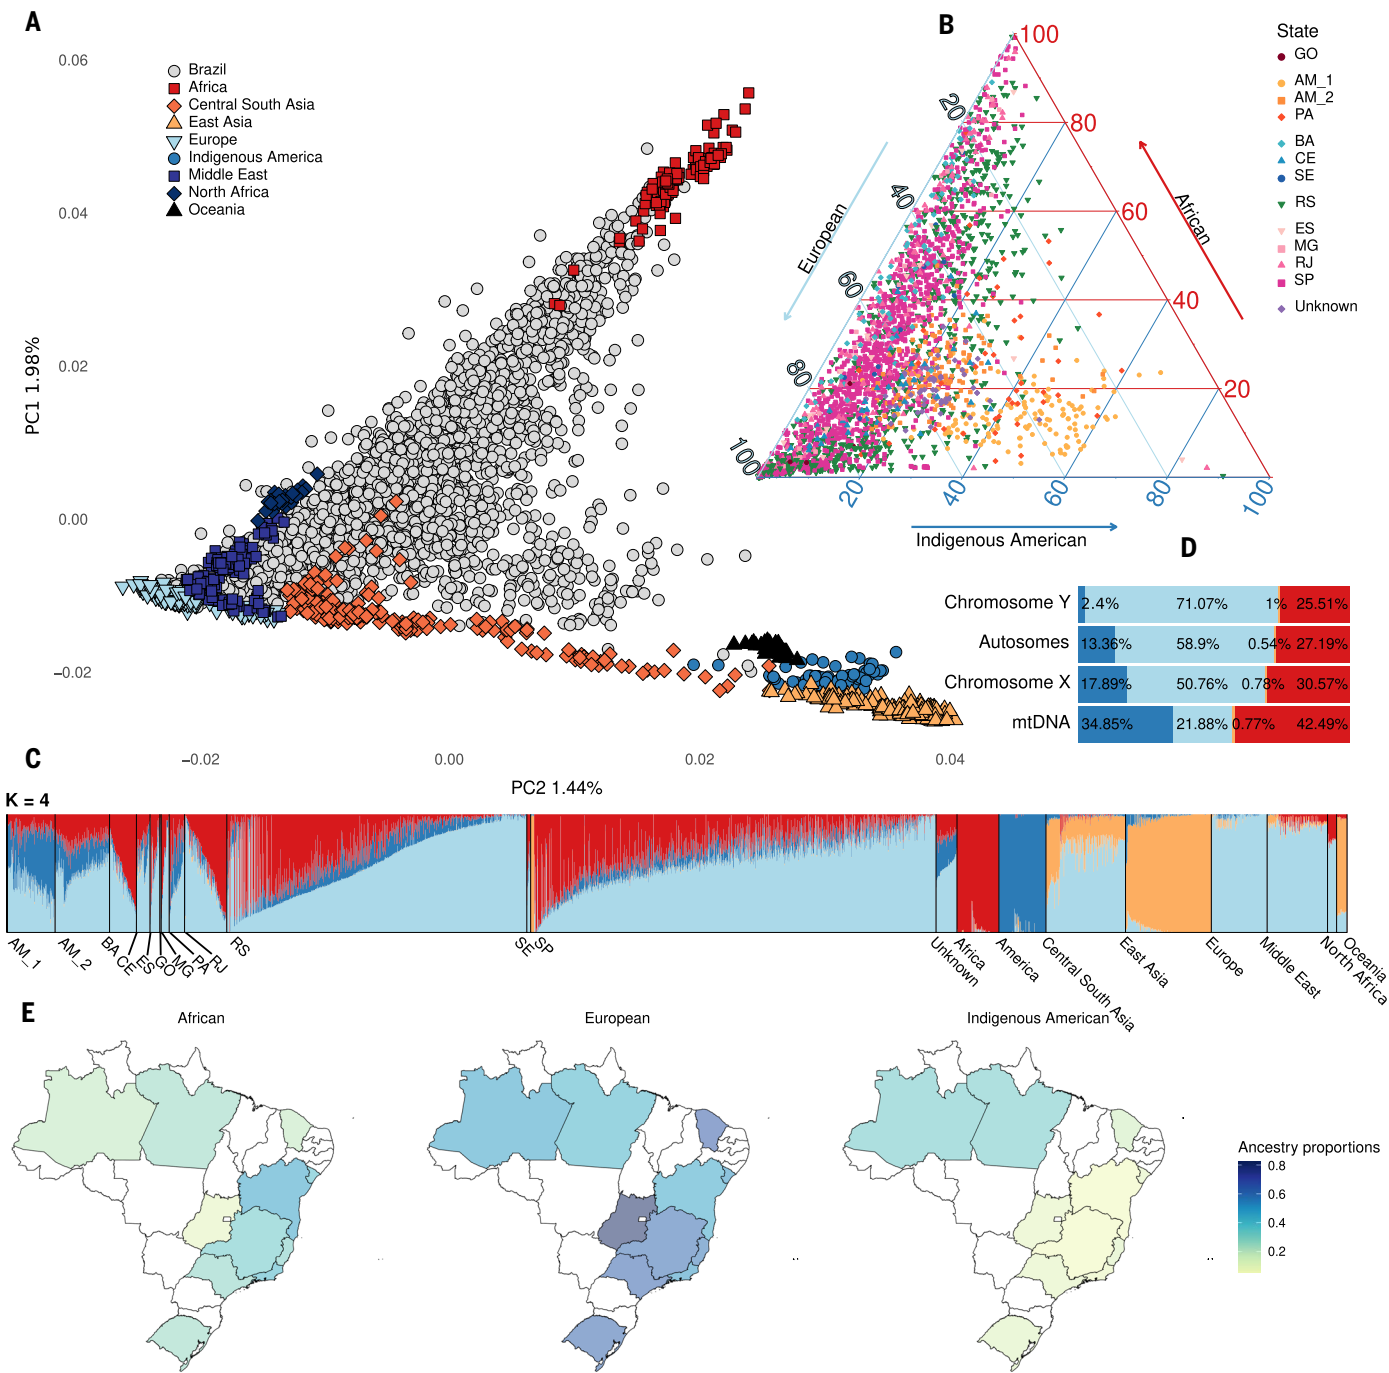 A
0.06
0.04
0.02
0.00
−0.02
PC1 1.98%
Brazil
Africa
Central South Asia
East Asia
Europe
Indigenous America
Middle East
North Africa
Oceania
−0.02
0.00
0.02
0.04
PC2 1.44%
B
100
80
60
40
20
20
40
60
80
100
20
40
60
80
100
European
African
Indigenous American
State
GO
AM_1
AM_2
PA
BA
CE
SE
RS
ES
MG
RJ
SP
Unknown
D
Chromosome Y 2.4% 71.07% 1% 25.51%
Autosomes 13.36% 58.9% 0.54% 27.19%
Chromosome X 17.89% 50.76% 0.78% 30.57%
mtDNA 34.85% 21.88% 0.77% 42.49%
C
K = 4
AM_1
AM_2
BA
CE
ES
GO
MG
PA
RJ
RS
SE
SP
Unknown
Africa
America
Central South Asia
East Asia
Europe
Middle East
North Africa
Oceania
E
African
European
Indigenous American
Ancestry proportions
0.8
0.6
0.4
0.2